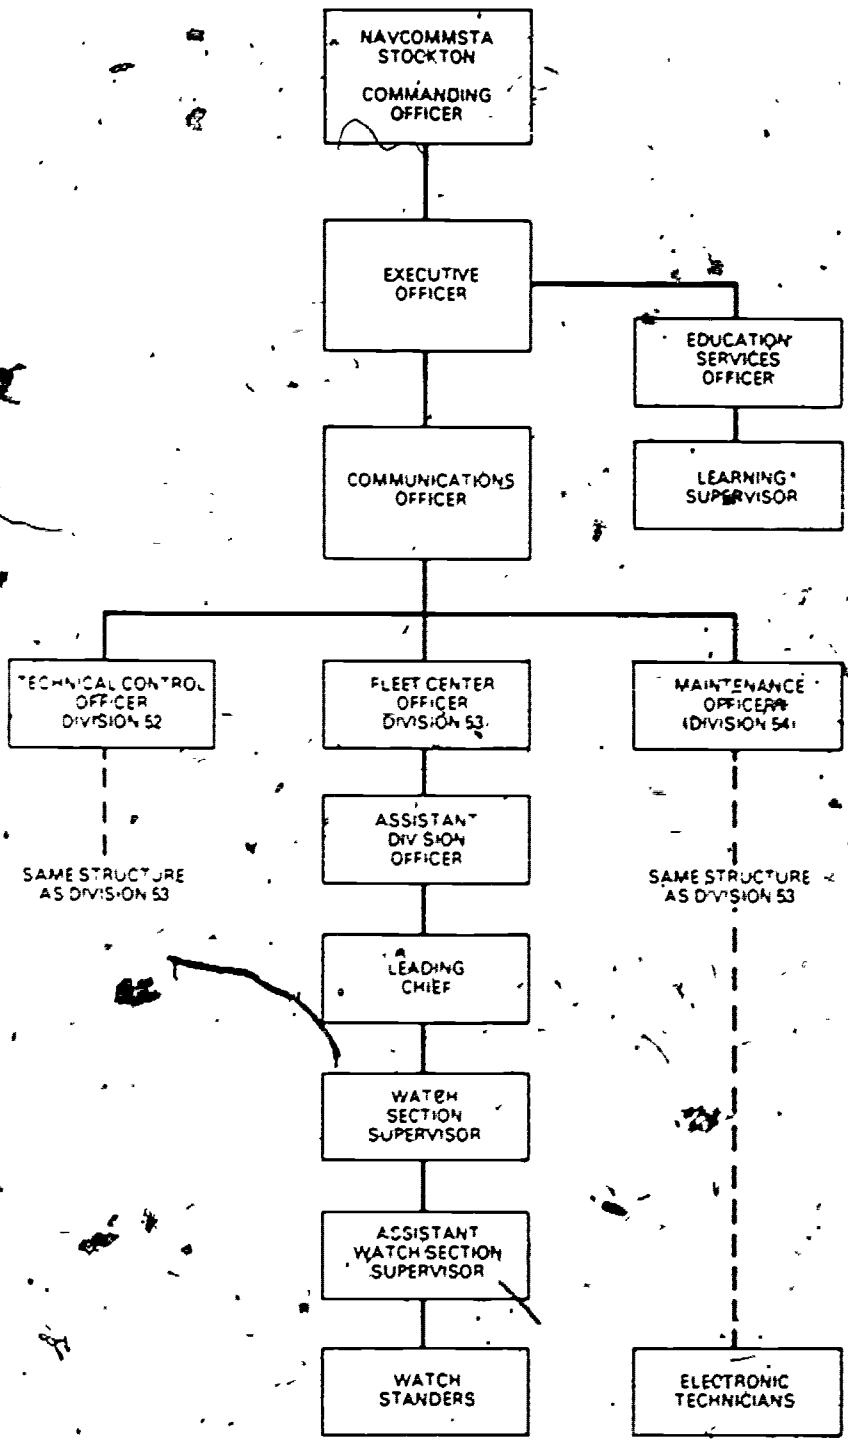 NAVCOMMSTA
STOCKTON
COMMANDING
OFFICER
EXECUTIVE
OFFICER
EDUCATION
SERVICES
OFFICER
COMMUNICATIONS
OFFICER
LEARNING
SUPERVISOR
TECHNICAL CONTROL
OFFICER
DIVISION 52
FLEET CENTER
OFFICER
DIVISION 53
MAINTENANCE
OFFICER
(DIVISION 54)
ASSISTANT
DIVISION
OFFICER
SAME STRUCTURE
AS DIVISION 53
SAME STRUCTURE
AS DIVISION 53
LEADING
CHIEF
WATCH
SECTION
SUPERVISOR
ASSISTANT
WATCH SECTION
SUPERVISOR
WATCH
STANDERS
ELECTRONIC
TECHNICIANS